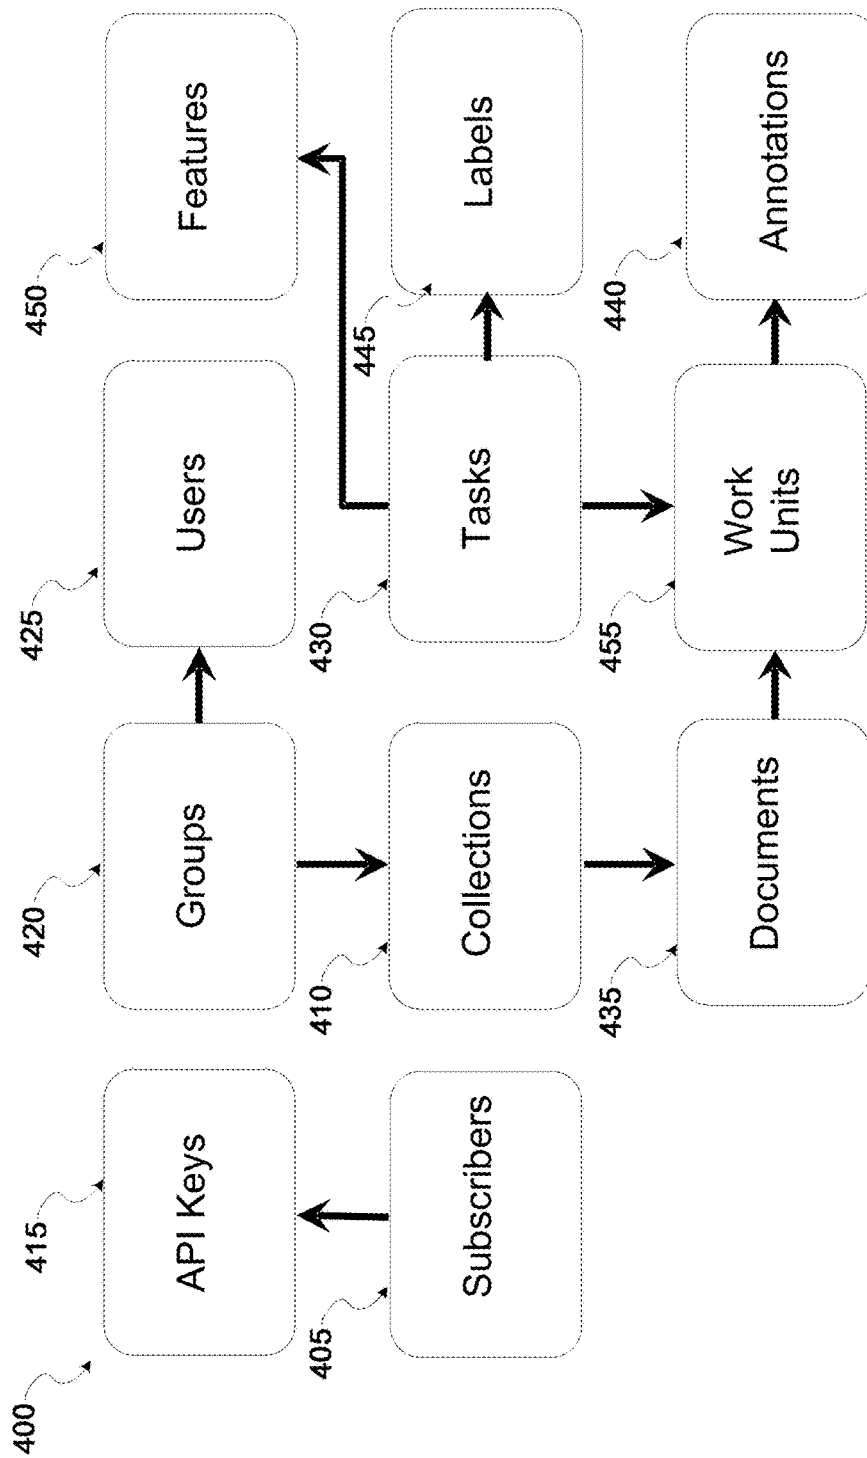 400
415
API Keys
420
Groups
425
Users
450
Features
405
Subscribers
410
Collections
430
Tasks
445
Labels
435
Documents
455
Work
Units
440
Annotations